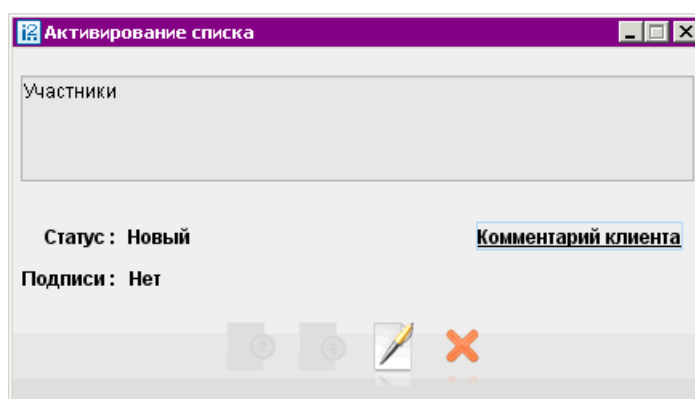 Активирование списка
Участники
Статус : Новый
Комментарий клиента
Подписи : Нет